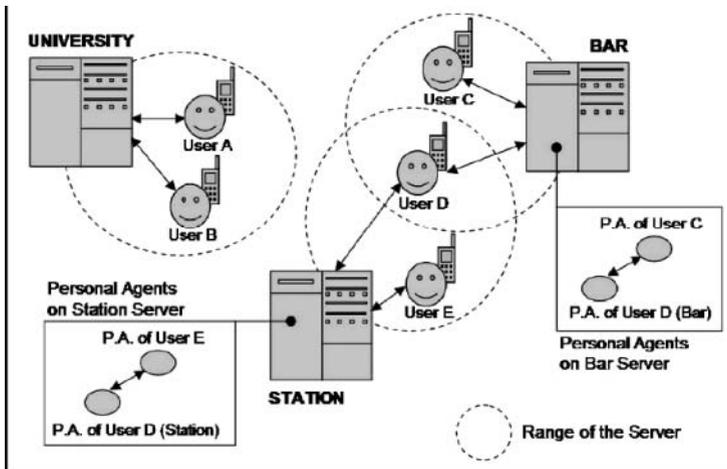 UNIVERSITY
BAR
User C
User A
User D
User B
P.A. of User C
P.A. of User D (Bar)
Personal Agents
on Station Server
User E
Personal Agents
on Bar Server
P.A. of User E
STATION
P.A. of User D (Station)
Range of the Server